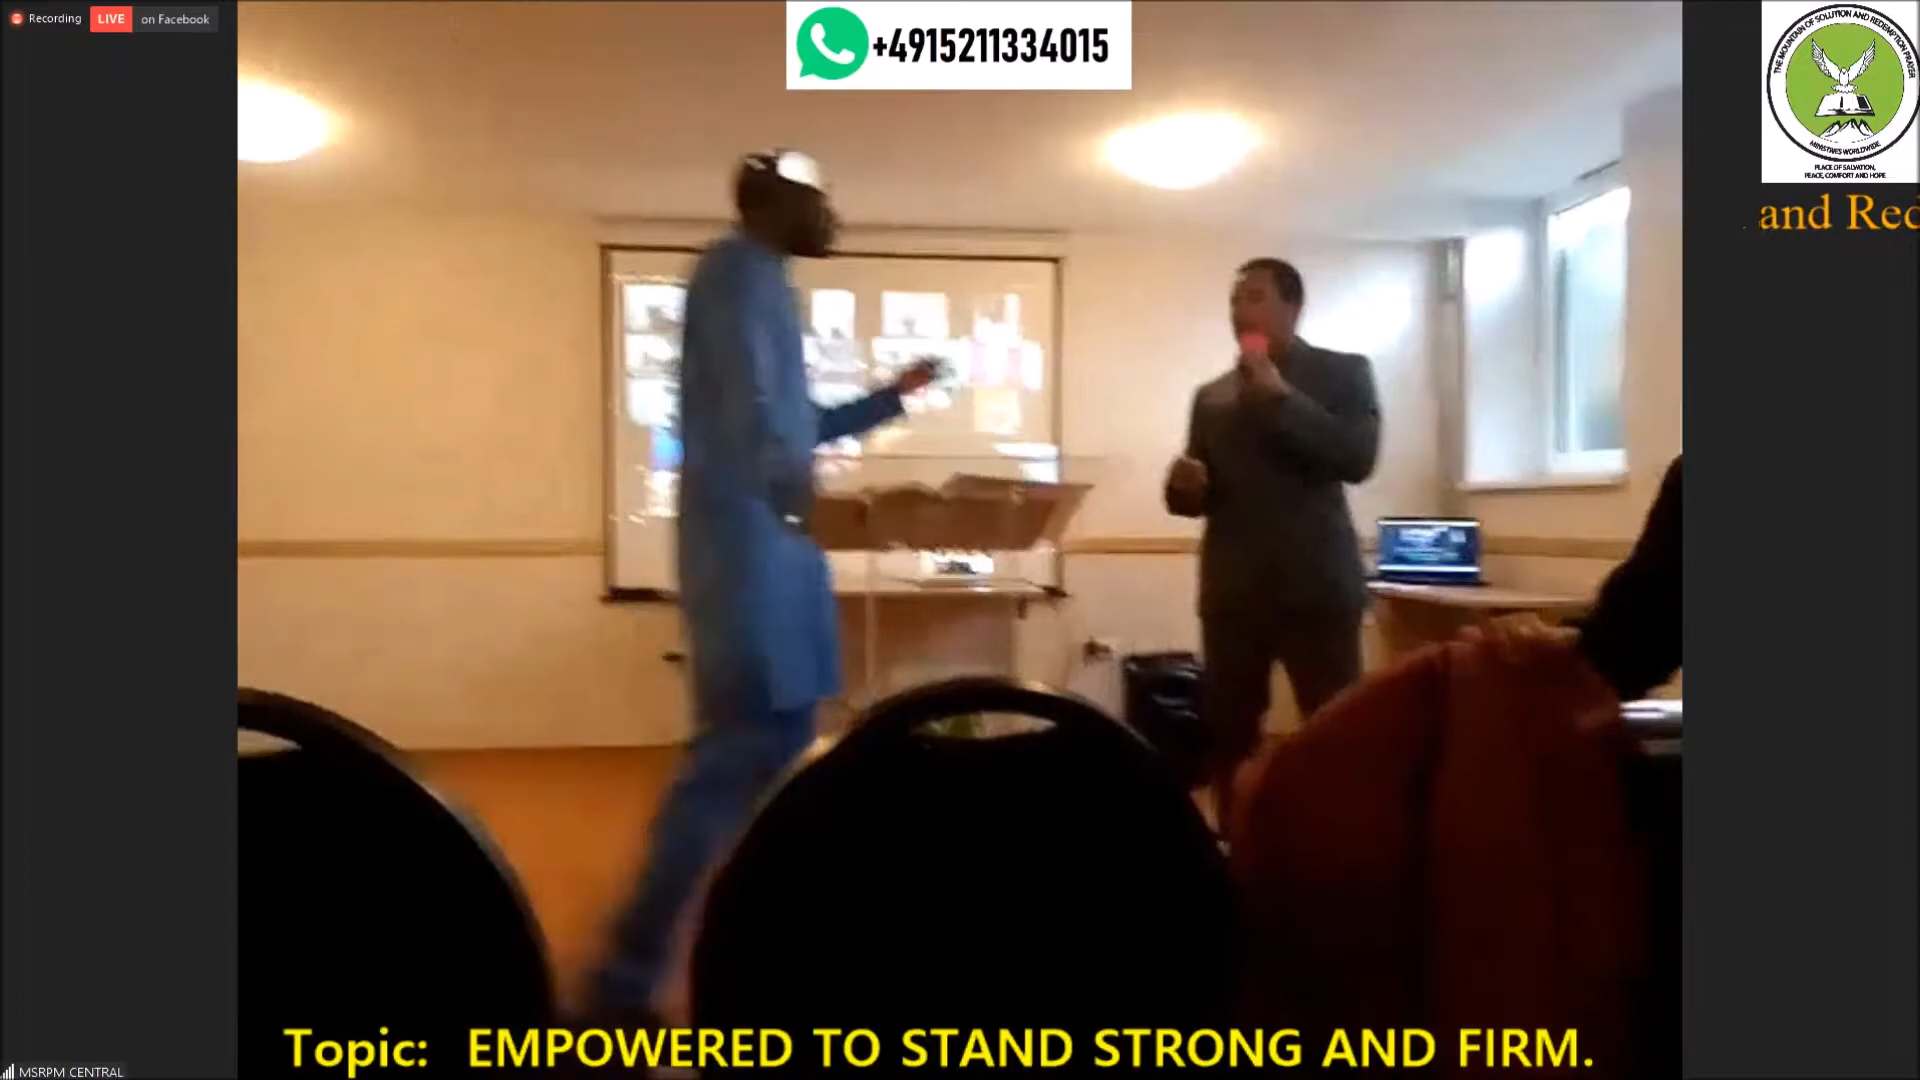 Recording LIVE on Facebook
+4915211334015
THE MOUNTAIN OF SOLUTION AND REDEMPTION PRAYER
MINISTRIES WORLDWIDE
PLACE OF SALVATION,
PEACE, COMFORT AND HOPE
and Red
Topic: EMPOWERED TO STAND STRONG AND FIRM.
MSRPM CENTRAL